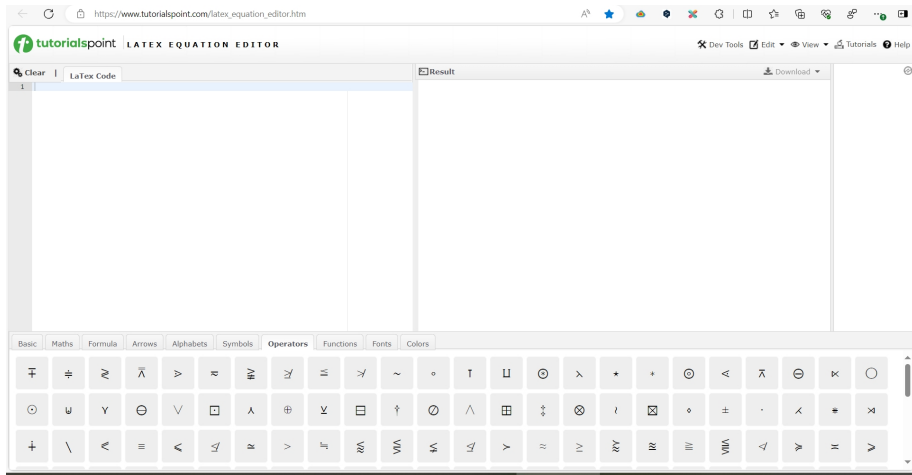 https://www.tutorialspoint.com/latex_equation_editor.htm
tutorialspoint LATEX EQUATION EDITOR
Dev Tools Edit View Tutorials Help
Clear | LaTex Code
Result Download
1
Basic Maths Formula Arrows Alphabets Symbols Operators Functions Fonts Colors